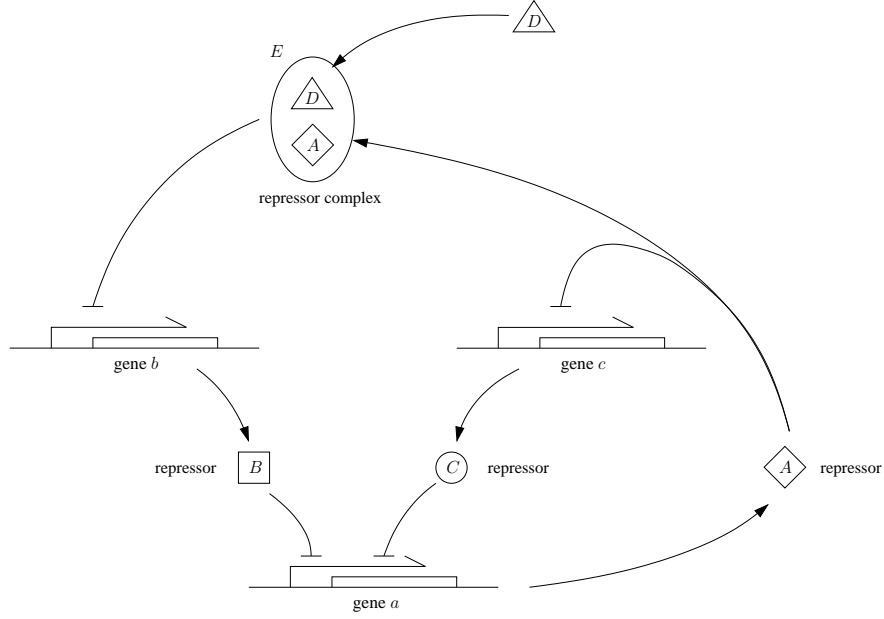 D
E
D
A
repressor complex
gene b
gene c
repressor B
C repressor
A repressor
gene a